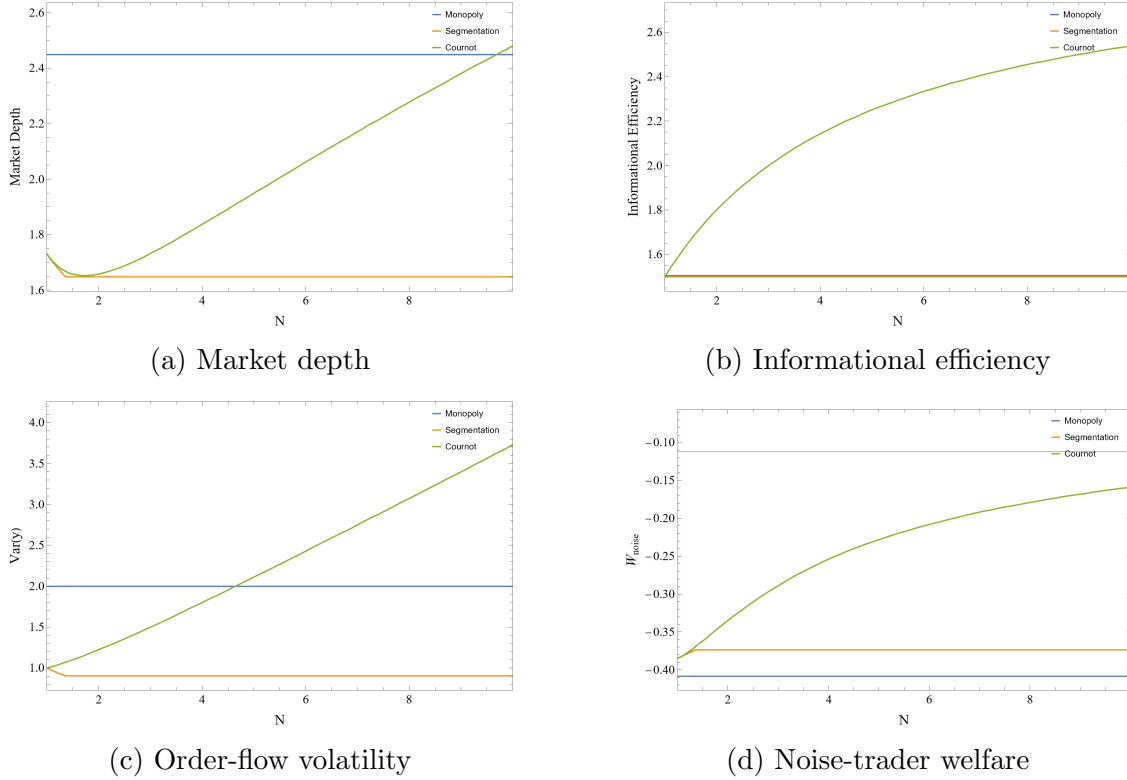 2.6
2.4
2.2
2.0
1.8
1.6
Market Depth
Monopoly
Segmentation
Cournot
2
4
6
8
N
(a) Market depth
2.6
2.4
2.2
2.0
1.8
1.6
Informational Efficiency
Monopoly
Segmentation
Cournot
2
4
6
8
N
(b) Informational efficiency
4.0
3.5
3.0
2.5
2.0
1.5
1.0
Var(y)
Monopoly
Segmentation
Cournot
2
4
6
8
N
(c) Order-flow volatility
−0.10
−0.15
−0.20
−0.25
−0.30
−0.35
−0.40
W_noise
Monopoly
Segmentation
Cournot
2
4
6
8
N
(d) Noise-trader welfare